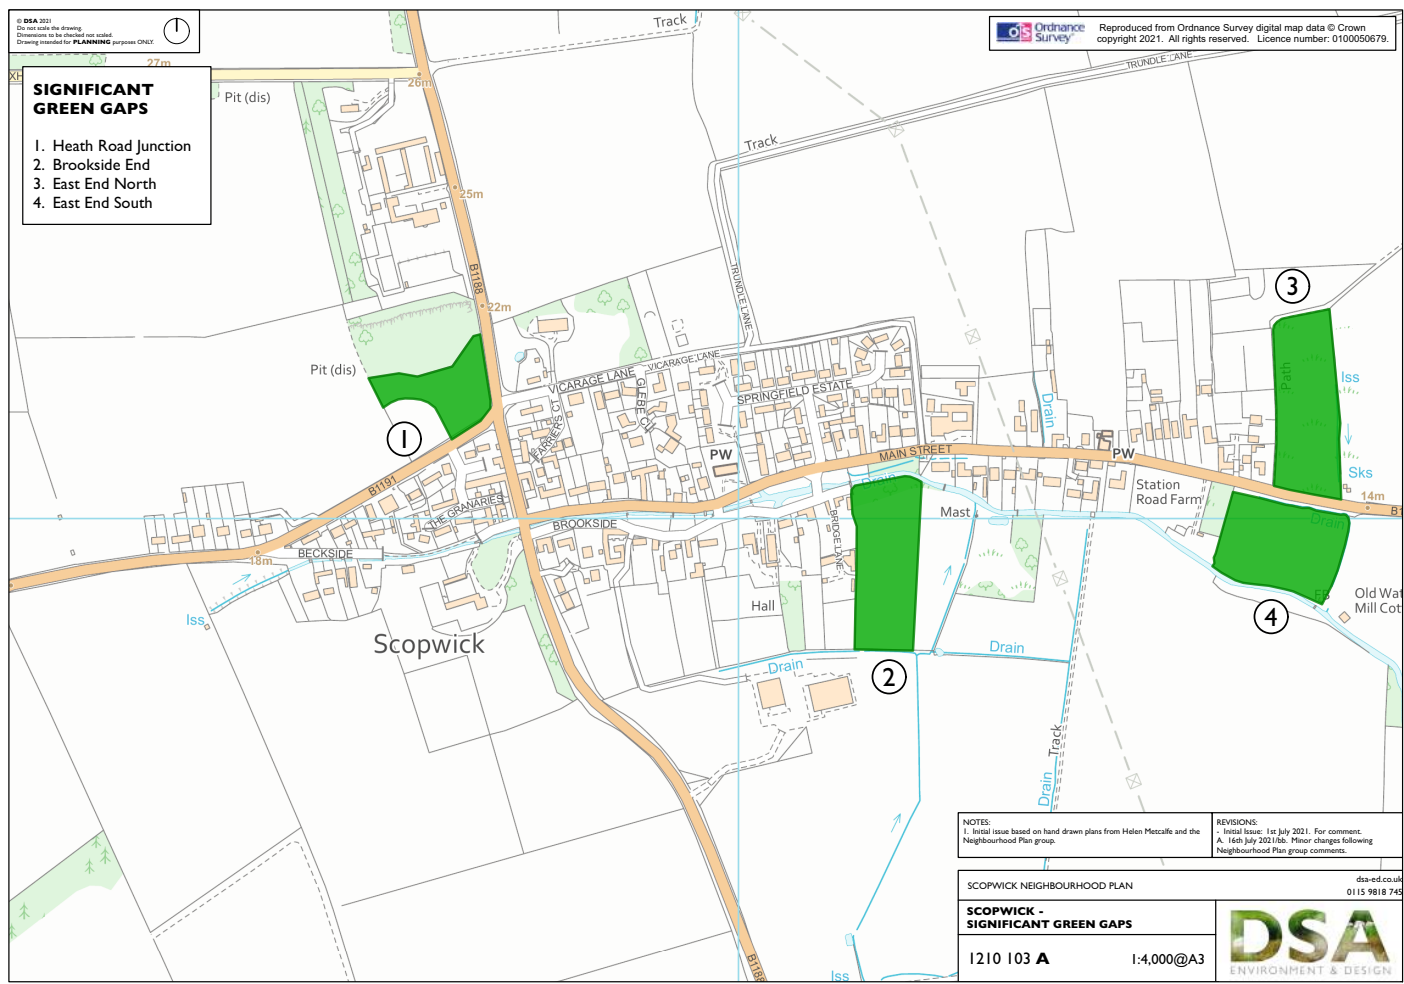 © DSA 2021
Do not scale the drawing.
Dimensions to be checked not scaled.
Drawing intended for PLANNING purposes ONLY.
Track
Ordnance
Survey
Reproduced from Ordnance Survey digital map data © Crown
copyright 2021. All rights reserved. Licence number: 0100050679.
TRUNDLE LANE
27m
26m
SIGNIFICANT
GREEN GAPS
1. Heath Road Junction
2. Brookside End
3. East End North
4. East End South
Pit (dis)
Track
25m
B1188
TRUNDLE LANE
3
22m
Pit (dis)
VICARAGE LANE
VICARAGE LANE
SPRINGFIELD ESTATE
Path
Iss
Drain
FARRIERS CT
1
PW
MAIN STREET
PW
Sks
B1191
Drain
Station
Road Farm
14m
THE GRANARIES
BROOKSIDE
BRIDGE LANE
Mast
Drain
BECKSIDE
18m
Iss
Hall
FB
Old Wat
Mill Cot
4
Scopwick
Drain
Drain
2
Track
Drain
NOTES:
1. Initial issue based on hand drawn plans from Helen Metcalfe and the
Neighbourhood Plan group.
REVISIONS:
- Initial Issue: 1st July 2021. For comment.
A. 16th July 2021/bb. Minor changes following
Neighbourhood Plan group comments.
SCOPWICK NEIGHBOURHOOD PLAN
dsa-ed.co.uk
0115 9818 745
SCOPWICK -
SIGNIFICANT GREEN GAPS
1210 103 A
1:4,000@A3
DSA
ENVIRONMENT & DESIGN
B1188
Iss